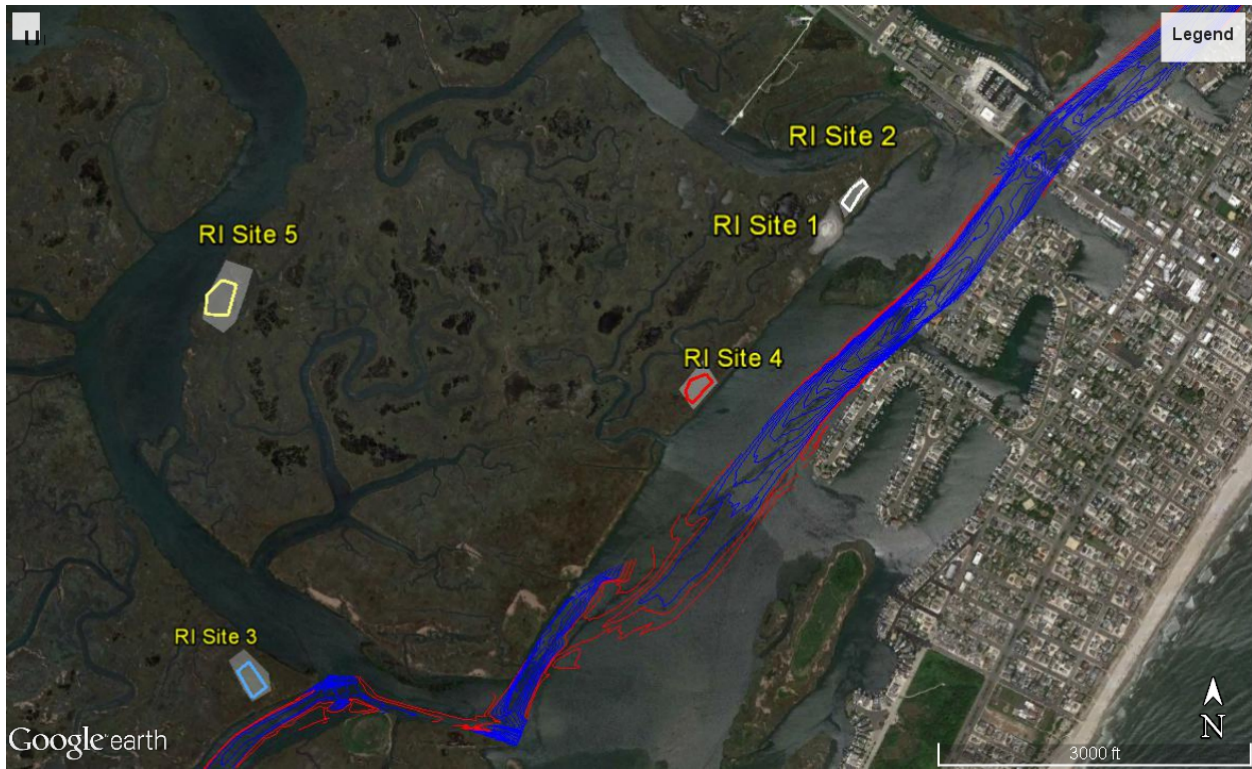 Legend
RI Site 2
RI Site 1
RI Site 5
RI Site 4
RI Site 3
Google earth
N
3000 ft